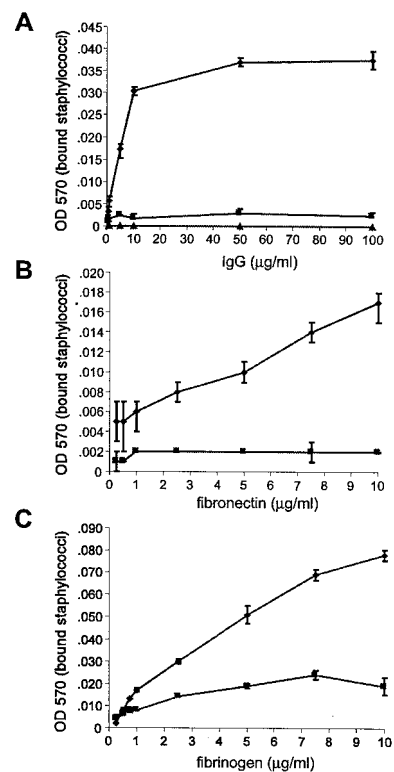 A
OD 570 (bound staphylococci)
.045
.040
.035
.030
.025
.020
.015
.010
.005
0
0 10 20 30 40 50 60 70 80 90 100
IgG (µg/ml)
B
OD 570 (bound staphylococci)
.020
.018
.016
.014
.012
.010
.008
.006
.004
.002
0
0 1 2 3 4 5 6 7 8 9 10
fibronectin (µg/ml)
C
OD 570 (bound staphylococci)
.090
.080
.070
.060
.050
.040
.030
.020
.010
0
0 1 2 3 4 5 6 7 8 9 10
fibrinogen (µg/ml)